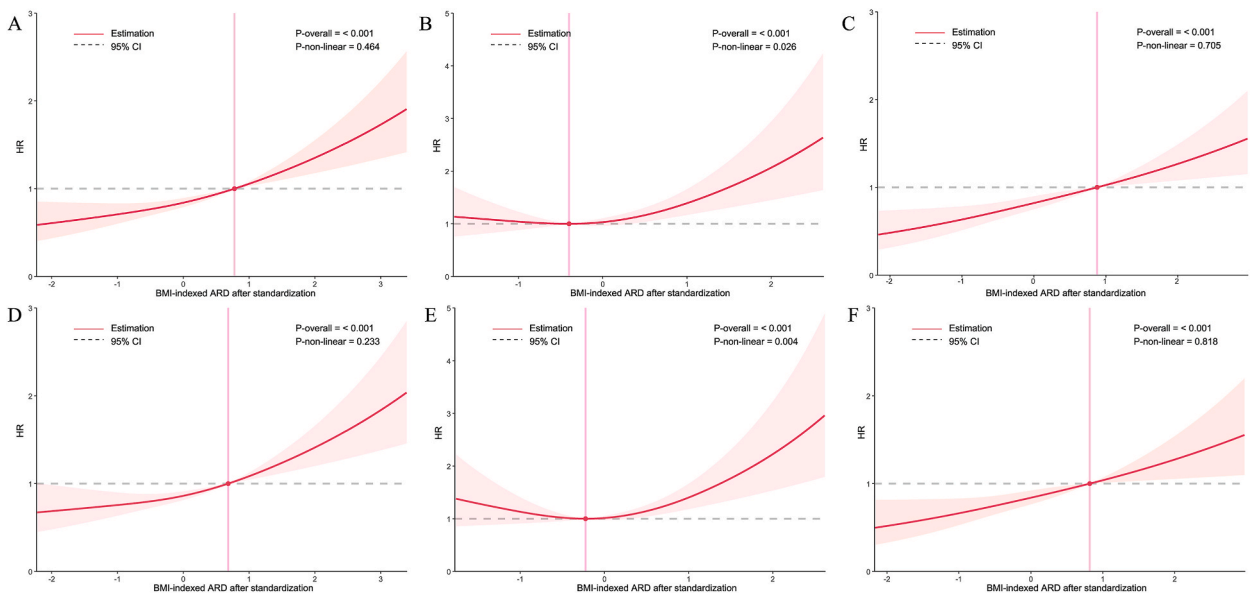 A
3
Estimation
95% CI
P-overall = < 0.001
P-non-linear = 0.464
2
HR
1
0
-2
-1
0
1
2
3
BMI-indexed ARD after standardization
B
5
Estimation
95% CI
P-overall = < 0.001
P-non-linear = 0.026
4
3
HR
2
1
0
-1
0
1
2
BMI-indexed ARD after standardization
C
3
Estimation
95% CI
P-overall = < 0.001
P-non-linear = 0.705
2
HR
1
0
-2
-1
0
1
2
BMI-indexed ARD after standardization
D
3
Estimation
95% CI
P-overall = < 0.001
P-non-linear = 0.233
2
HR
1
0
-2
-1
0
1
2
3
BMI-indexed ARD after standardization
E
5
Estimation
95% CI
P-overall = < 0.001
P-non-linear = 0.004
4
3
HR
2
1
0
-1
0
1
2
BMI-indexed ARD after standardization
F
3
Estimation
95% CI
P-overall = < 0.001
P-non-linear = 0.818
2
HR
1
0
-2
-1
0
1
2
BMI-indexed ARD after standardization